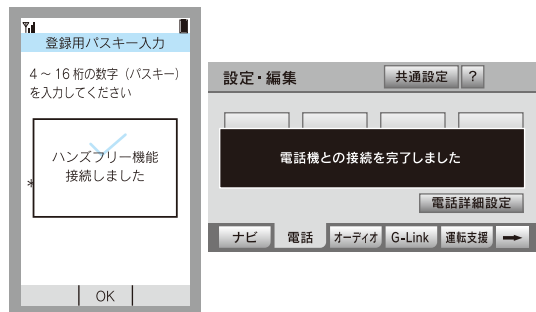 登録用パスキー入力
4～16桁の数字（パスキー）
を入力してください
ハンズフリー機能
接続しました
*
OK
設定・編集
共通設定
?
電話機との接続を完了しました
電話詳細設定
ナビ
電話
オーディオ
G-Link
運転支援